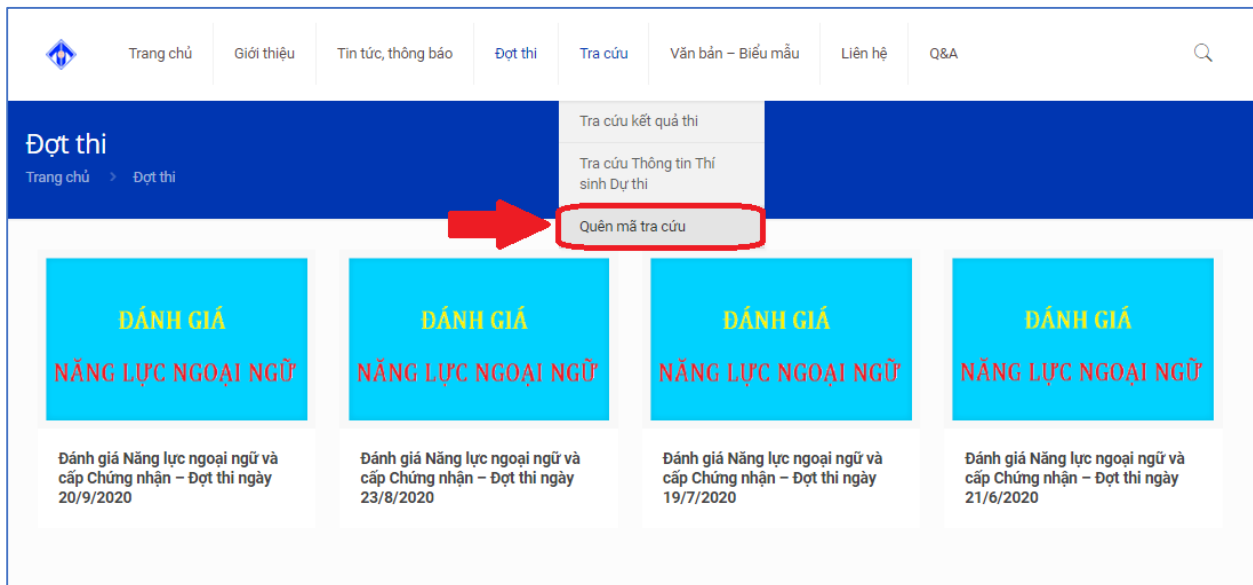 Trang chủ
Giới thiệu
Tin tức, thông báo
Đợt thi
Tra cứu
Văn bản – Biểu mẫu
Liên hệ
Q&A
Tra cứu kết quả thi
Tra cứu Thông tin Thí
sinh Dự thi
Quên mã tra cứu
Đợt thi
Trang chủ > Đợt thi
ĐÁNH GIÁ
NĂNG LỰC NGOẠI NGỮ
Đánh giá Năng lực ngoại ngữ và
cấp Chứng nhận – Đợt thi ngày
20/9/2020
ĐÁNH GIÁ
NĂNG LỰC NGOẠI NGỮ
Đánh giá Năng lực ngoại ngữ và
cấp Chứng nhận – Đợt thi ngày
23/8/2020
ĐÁNH GIÁ
NĂNG LỰC NGOẠI NGỮ
Đánh giá Năng lực ngoại ngữ và
cấp Chứng nhận – Đợt thi ngày
19/7/2020
ĐÁNH GIÁ
NĂNG LỰC NGOẠI NGỮ
Đánh giá Năng lực ngoại ngữ và
cấp Chứng nhận – Đợt thi ngày
21/6/2020